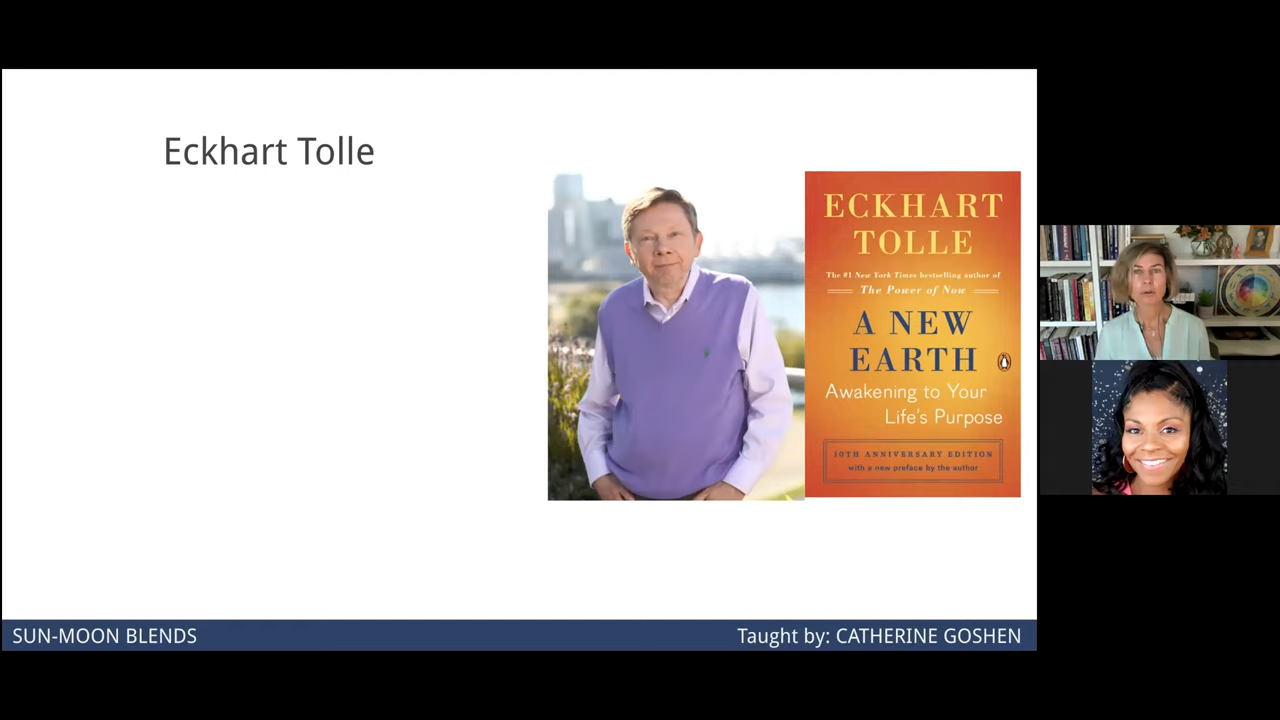 Eckhart Tolle
ECKHART
TOLLE
The #1 New York Times bestselling author of
The Power of Now
A NEW
EARTH
Awakening to Your
Life's Purpose
10TH ANNIVERSARY EDITION
with a new preface by the author
SUN-MOON BLENDS
Taught by: CATHERINE GOSHEN